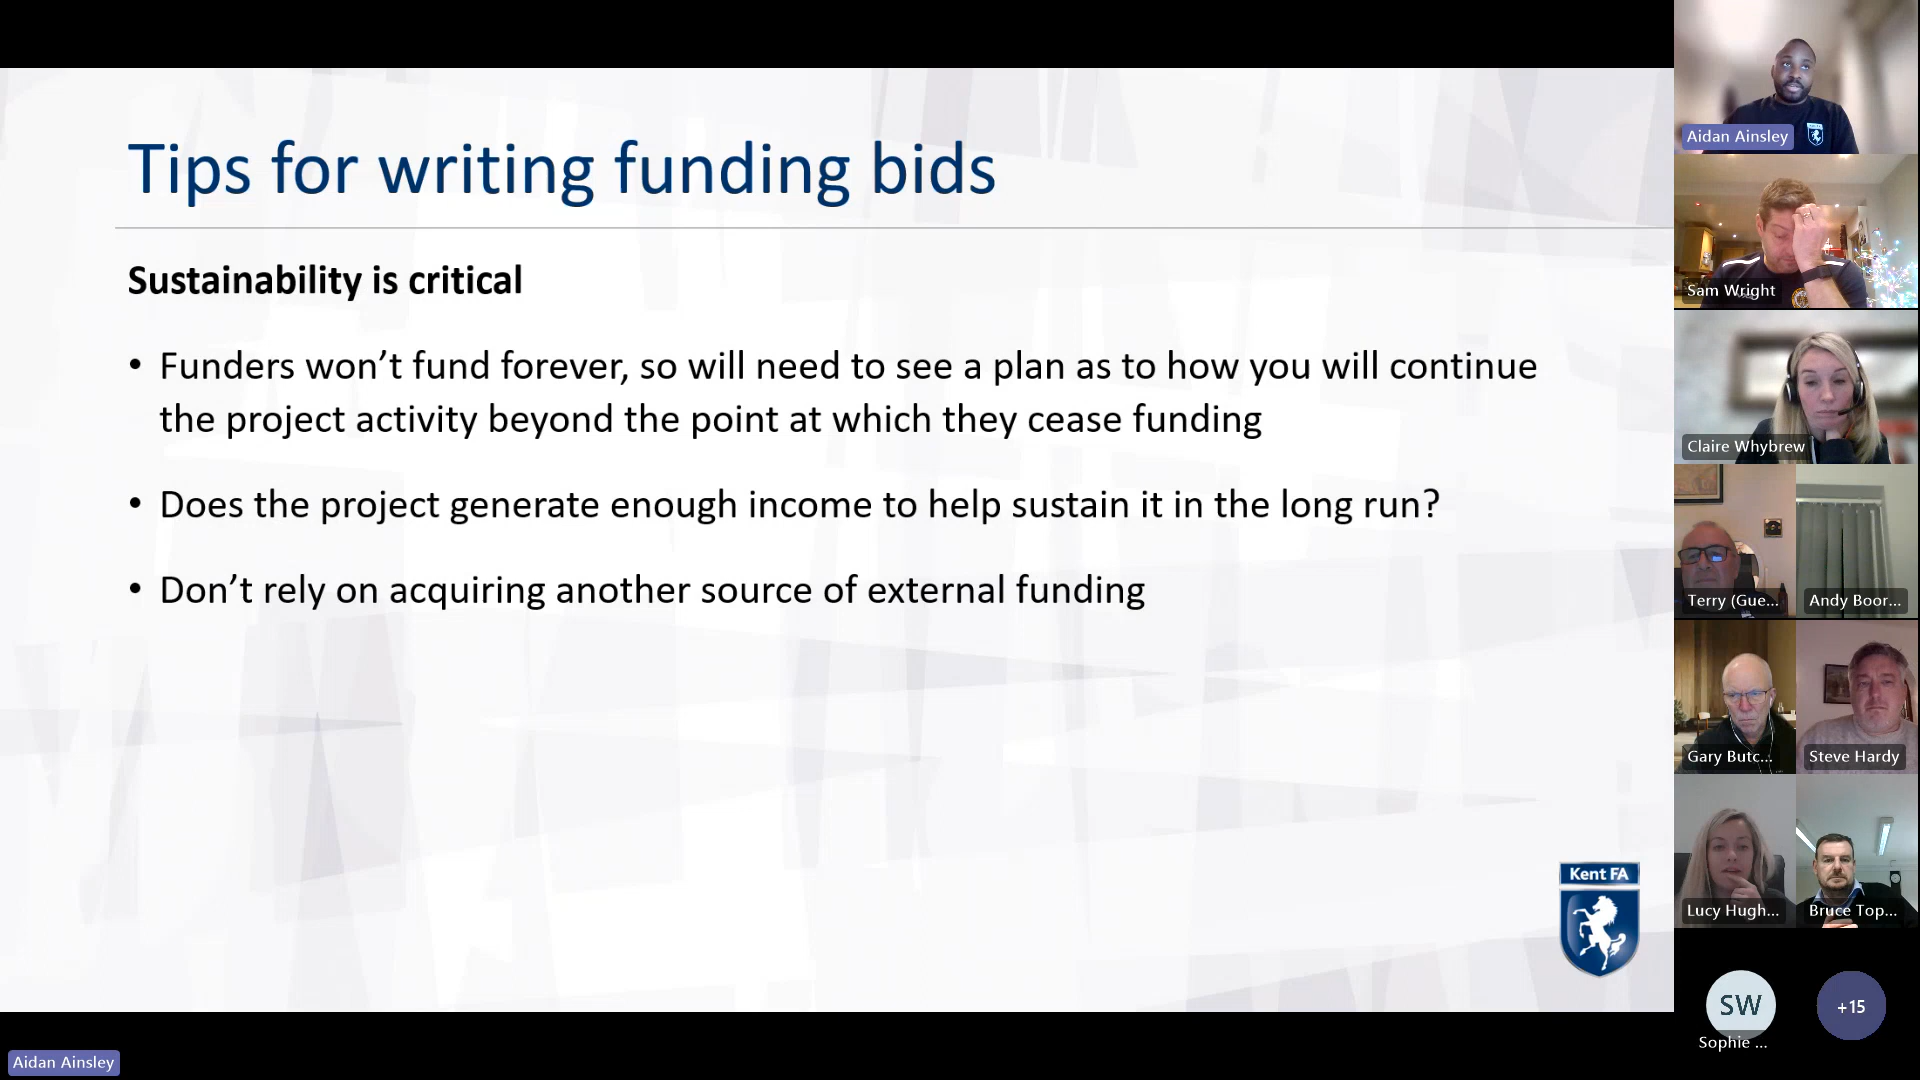 Tips for writing funding bids
Sustainability is critical
• Funders won’t fund forever, so will need to see a plan as to how you will continue
the project activity beyond the point at which they cease funding
• Does the project generate enough income to help sustain it in the long run?
• Don’t rely on acquiring another source of external funding
Kent FA
Aidan Ainsley
Aidan Ainsley
Sam Wright
Claire Whybrew
Terry (Gue...
Andy Boor...
Gary Butc...
Steve Hardy
Lucy Hugh...
Bruce Top...
SW
Sophie ...
+15